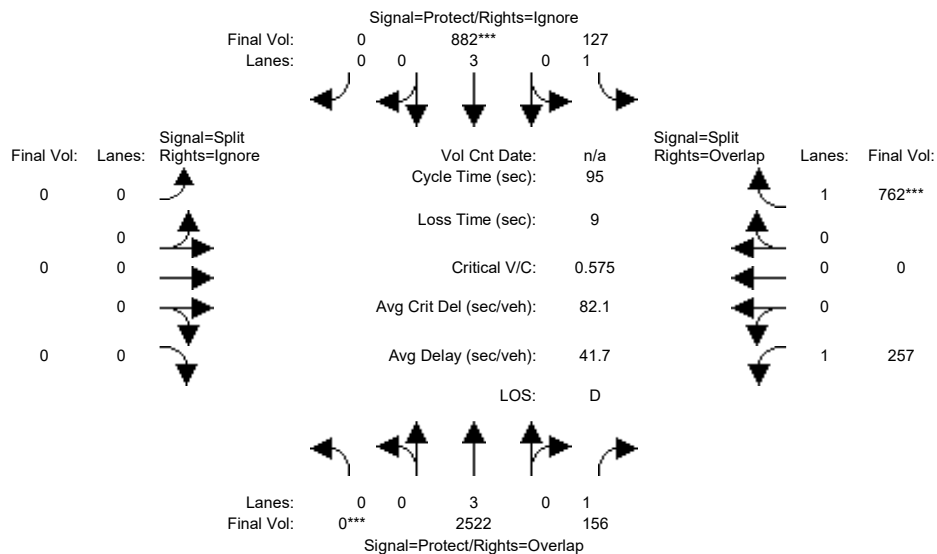 Signal=Protect/Rights=Ignore
Final Vol: 0 882*** 127
Lanes: 0 0 3 0 1
Signal=Split
Final Vol: Lanes: Rights=Ignore
Vol Cnt Date: n/a
Signal=Split
Rights=Overlap Lanes: Final Vol:
Cycle Time (sec): 95
0 0
1 762***
Loss Time (sec): 9
0
0
0 0
Critical V/C: 0.575
0 0
0
Avg Crit Del (sec/veh): 82.1
0
0 0
Avg Delay (sec/veh): 41.7
1 257
LOS: D
Lanes: 0 0 3 0 1
Final Vol: 0*** 2522 156
Signal=Protect/Rights=Overlap